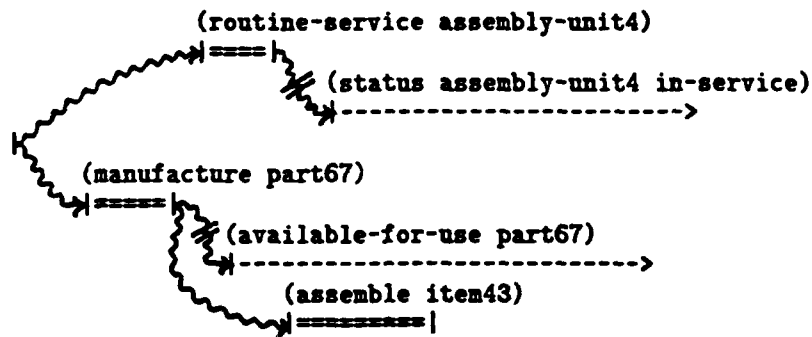 (routine-service assembly-unit4)
(status assembly-unit4 in-service)
(manufacture part67)
(available-for-use part67)
(assemble item43)